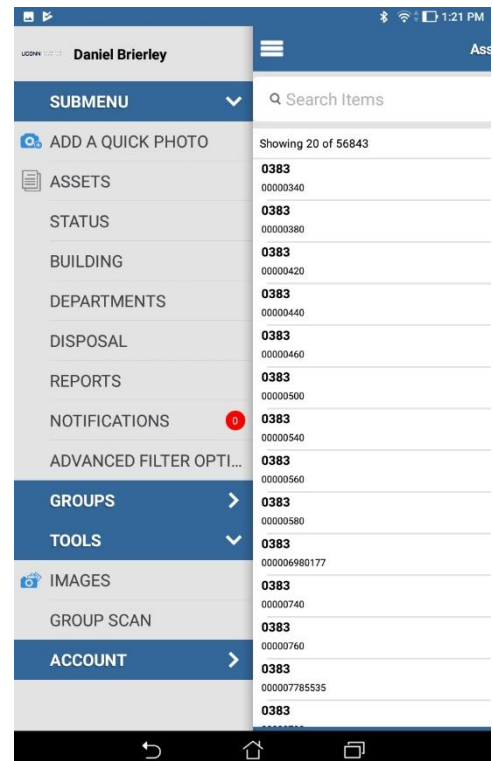 1:21 PM
UCONN
Daniel Brierley
SUBMENU
ADD A QUICK PHOTO
ASSETS
STATUS
BUILDING
DEPARTMENTS
DISPOSAL
REPORTS
NOTIFICATIONS 0
ADVANCED FILTER OPTI...
GROUPS
TOOLS
IMAGES
GROUP SCAN
ACCOUNT
Ass
Search Items
Showing 20 of 56843
0383
00000340
0383
00000380
0383
00000420
0383
00000440
0383
00000460
0383
00000500
0383
00000540
0383
00000560
0383
00000580
0383
000006980177
0383
00000740
0383
00000760
0383
000007785535
0383